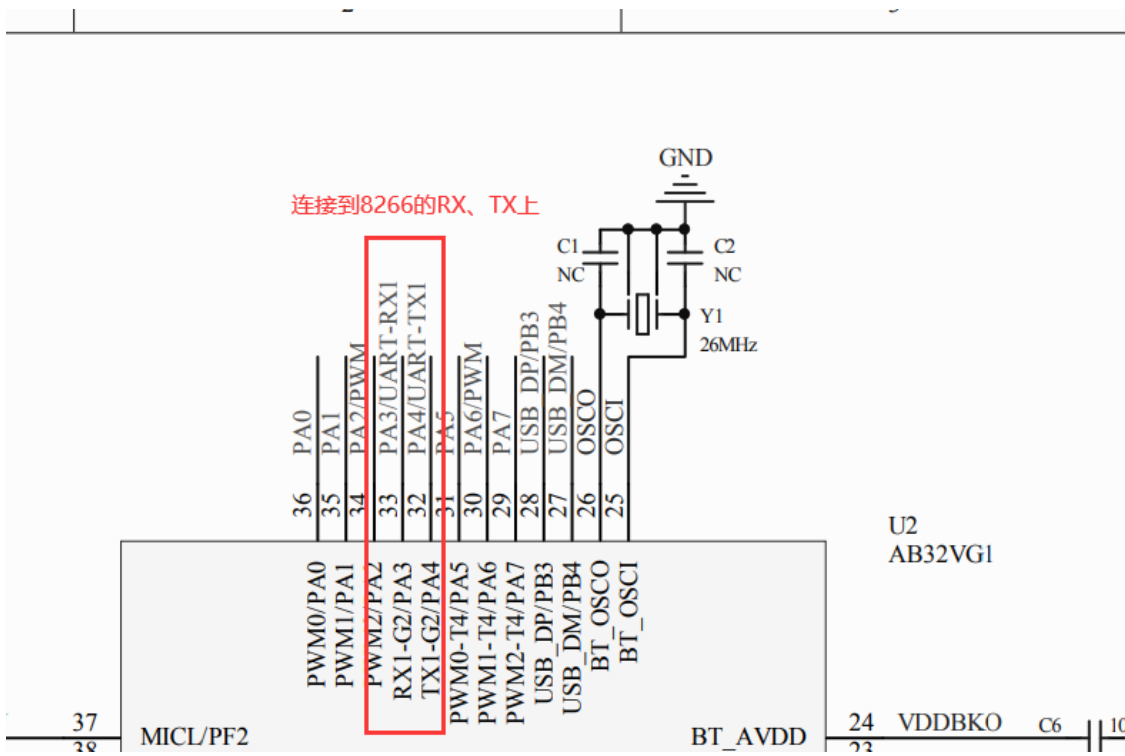 GND
连接到8266的RX、TX上
C1
NC
C2
NC
Y1
26MHz
PA0
PA1
PA2/PWM
PA3/UART-RX1
PA4/UART-TX1
PA5
PA6/PWM
PA7
USB_DP/PB3
USB_DM/PB4
OSCO
OSCI
36
35
34
33
32
31
30
29
28
27
26
25
U2
AB32VG1
PWM0/PA0
PWM1/PA1
PWM2/PA2
RX1-G2/PA3
TX1-G2/PA4
PWM0-T4/PA5
PWM1-T4/PA6
PWM2-T4/PA7
USB_DP/PB3
USB_DM/PB4
BT_OSCO
BT_OSCI
37
MICL/PF2
BT_AVDD
24
VDDBKO
C6
10
38
23